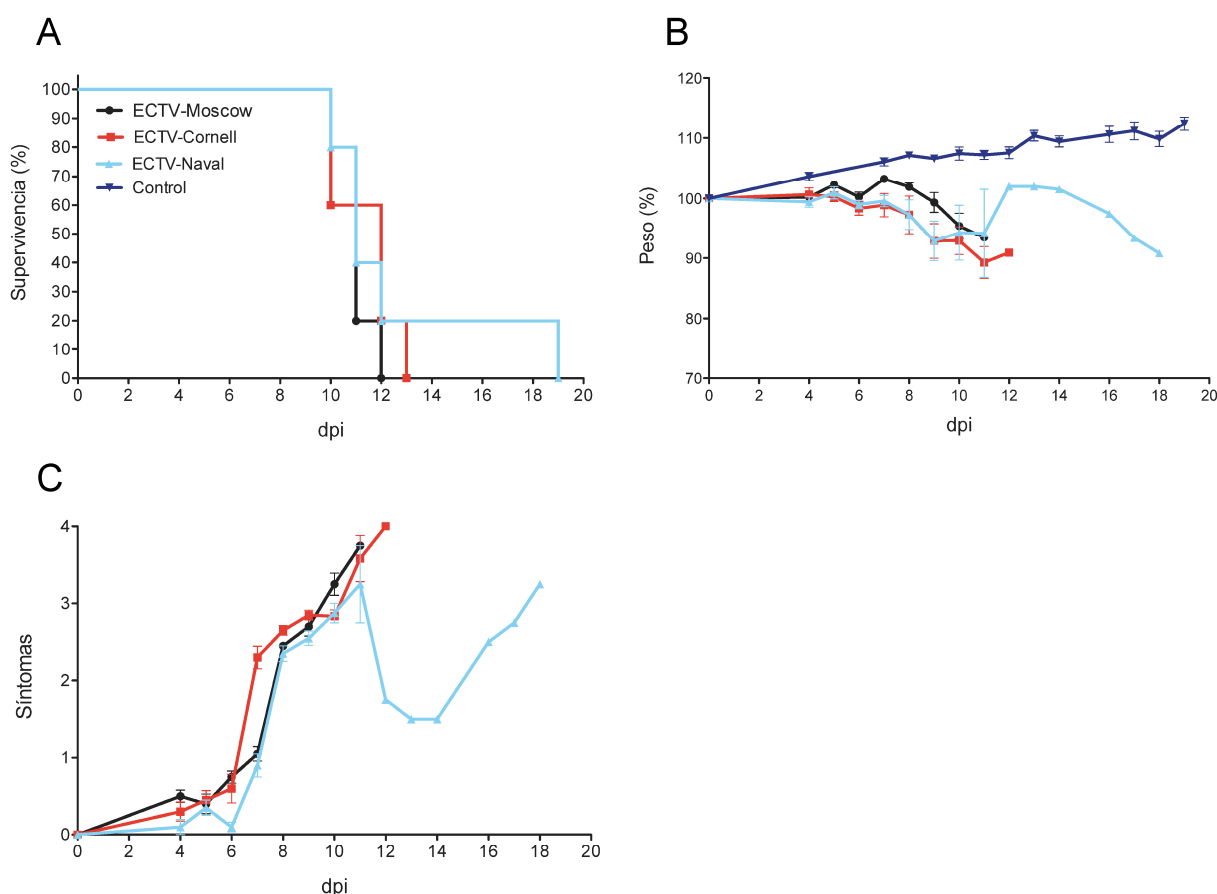 A
Supervivencia (%)
100
90
80
70
60
50
40
30
20
10
0
ECTV-Moscow
ECTV-Cornell
ECTV-Naval
Control
0 2 4 6 8 10 12 14 16 18 20
dpi
B
Peso (%)
120
110
100
90
80
70
0 2 4 6 8 10 12 14 16 18 20
dpi
C
Síntomas
4
3
2
1
0
0 2 4 6 8 10 12 14 16 18 20
dpi